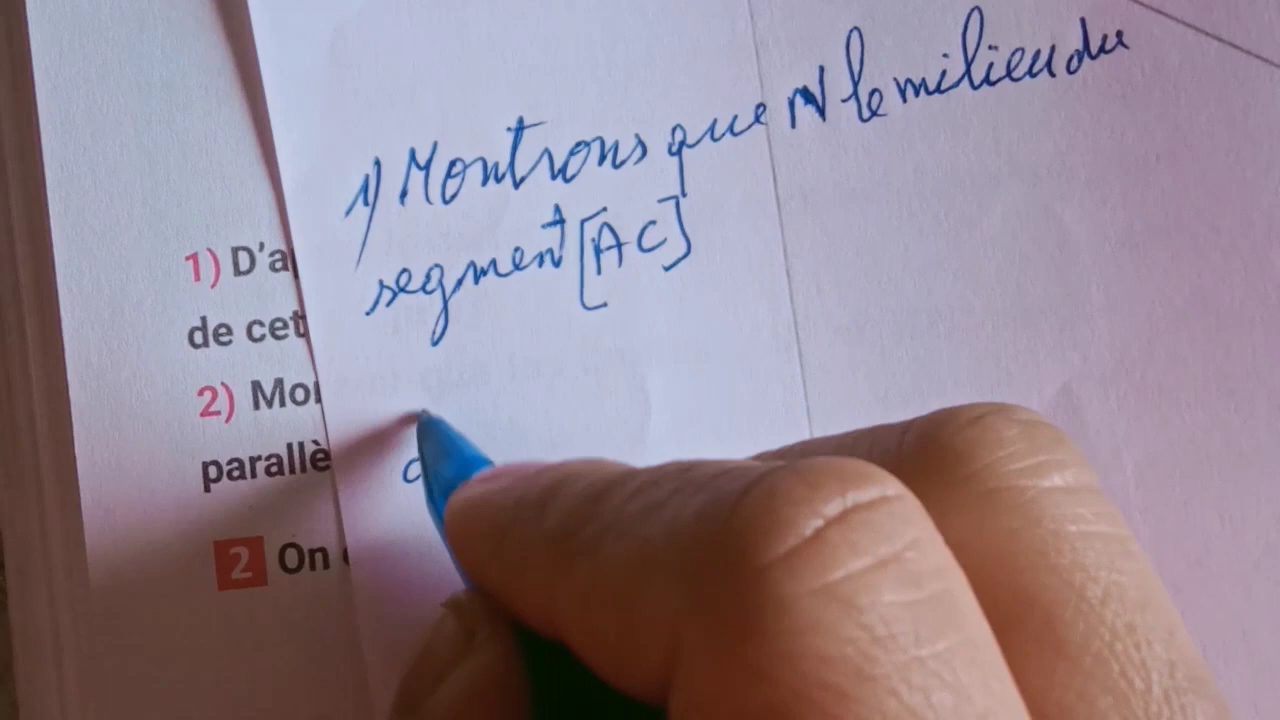 1) Montrons que N le milieu du
segment [AC]
1) D'a
de cet
2) Mo
parallè
2 On